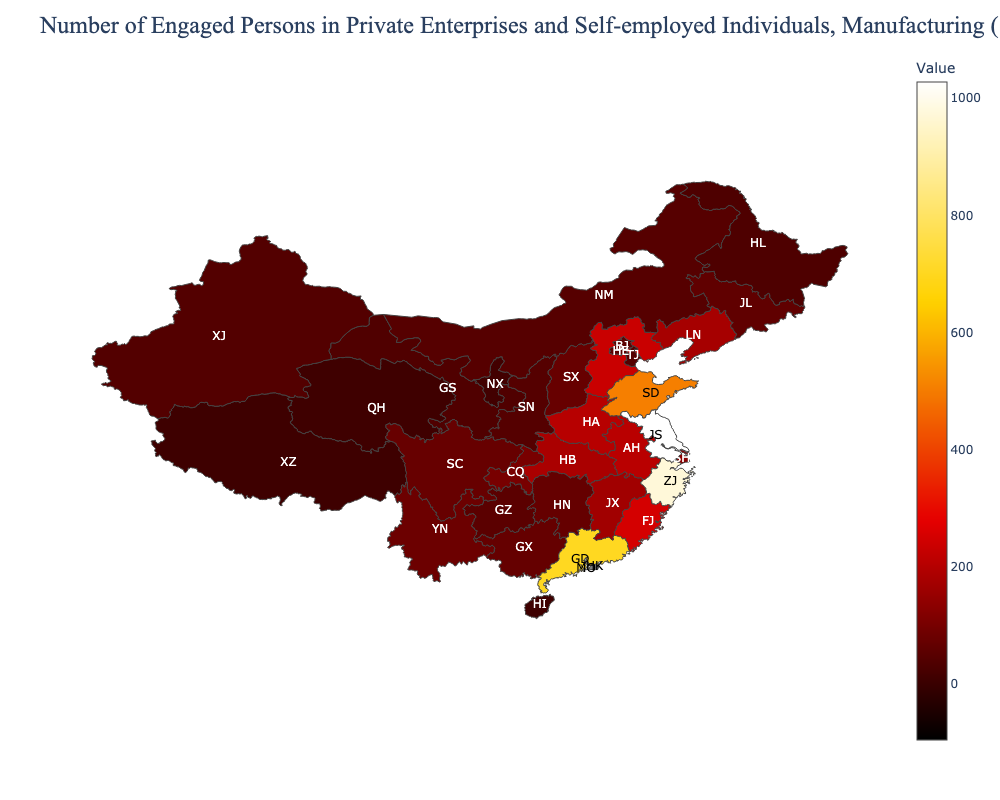 Number of Engaged Persons in Private Enterprises and Self-employed Individuals, Manufacturing (
Value
1000
800
600
400
200
0
HL
NM
JL
XJ
LN
BJ
HE
TJ
SX
NX
GS
SD
QH
SN
HA
JS
AH
SH
XZ
SC
HB
CQ
ZJ
JX
HN
GZ
FJ
YN
GX
GD
HK
MO
HI